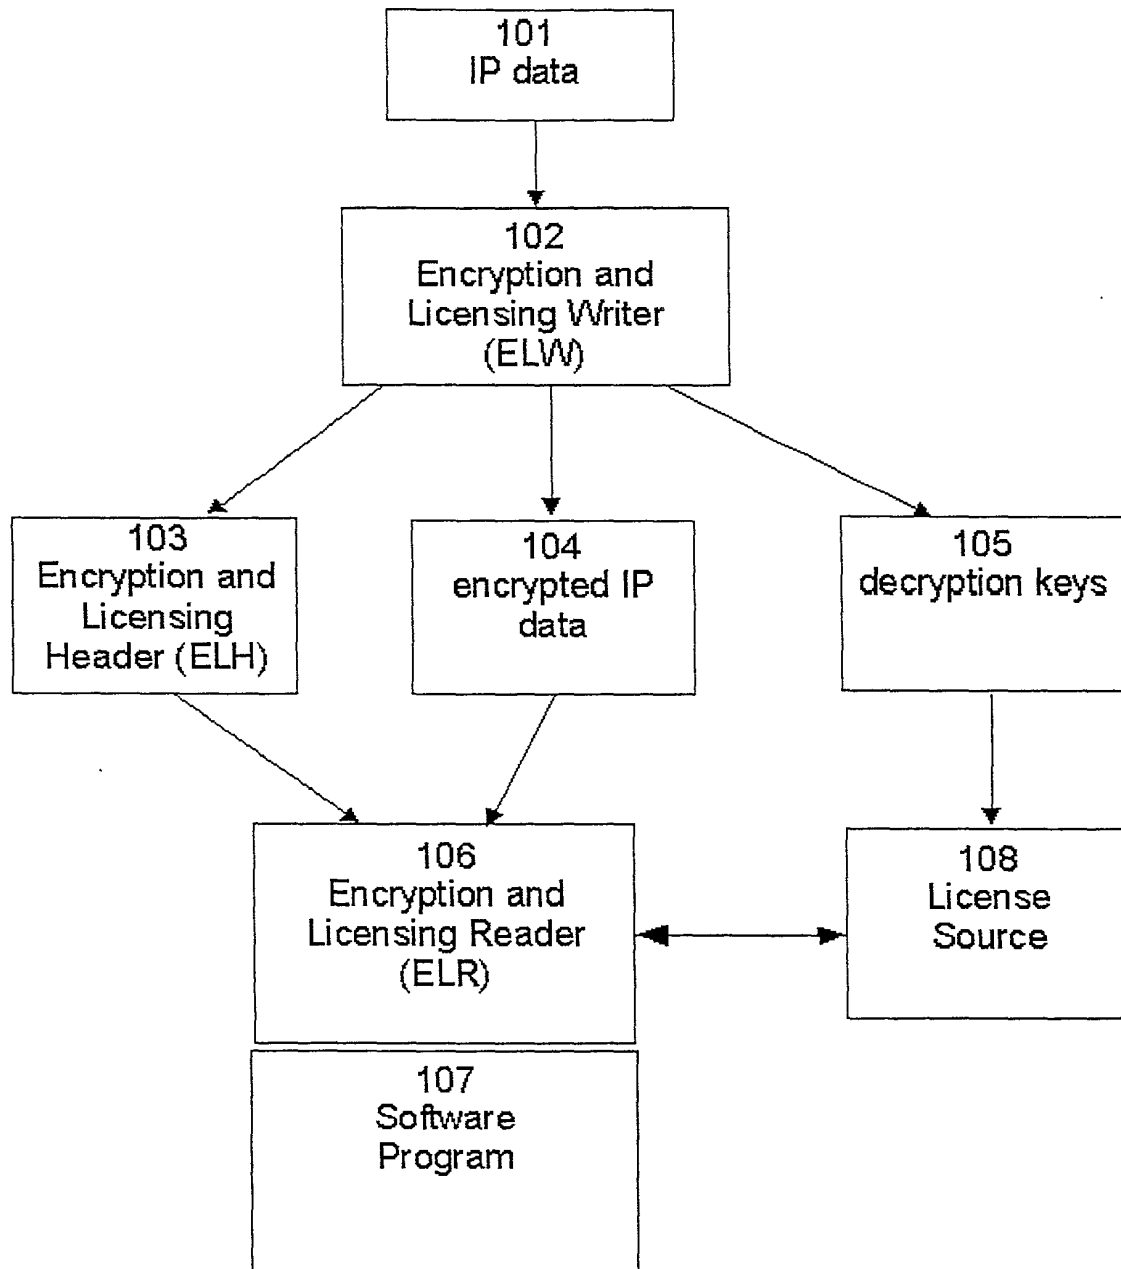 101
IP data
102
Encryption and
Licensing Writer
(ELW)
103
Encryption and
Licensing
Header (ELH)
104
encrypted IP
data
105
decryption keys
106
Encryption and
Licensing Reader
(ELR)
108
License
Source
107
Software
Program